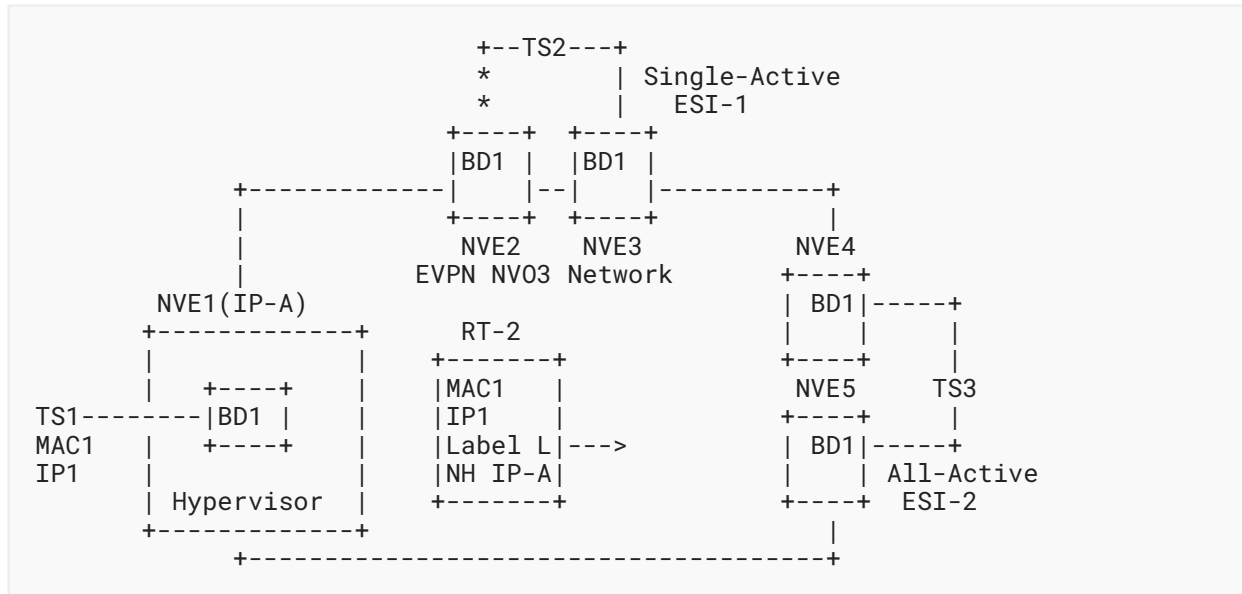 +--TS2---+
* | Single-Active
* | ESI-1
+----+ +----+
|BD1 | |BD1 |
+-------------| |--| |-----------+
| +----+ +----+ |
| NVE2 NVE3 NVE4
| EVPN NVO3 Network +----+
NVE1(IP-A) | BD1|-----+
+-------------+ RT-2 | | |
| | +-------+ +----+ |
| +----+ | |MAC1 | NVE5 TS3
TS1--------|BD1 | | |IP1 | +----+ |
MAC1 | +----+ | |Label L|---> | BD1|-----+
IP1 | | |NH IP-A| | | All-Active
| Hypervisor | +-------+ +----+ ESI-2
+-------------+ |
+--------------------------------------+